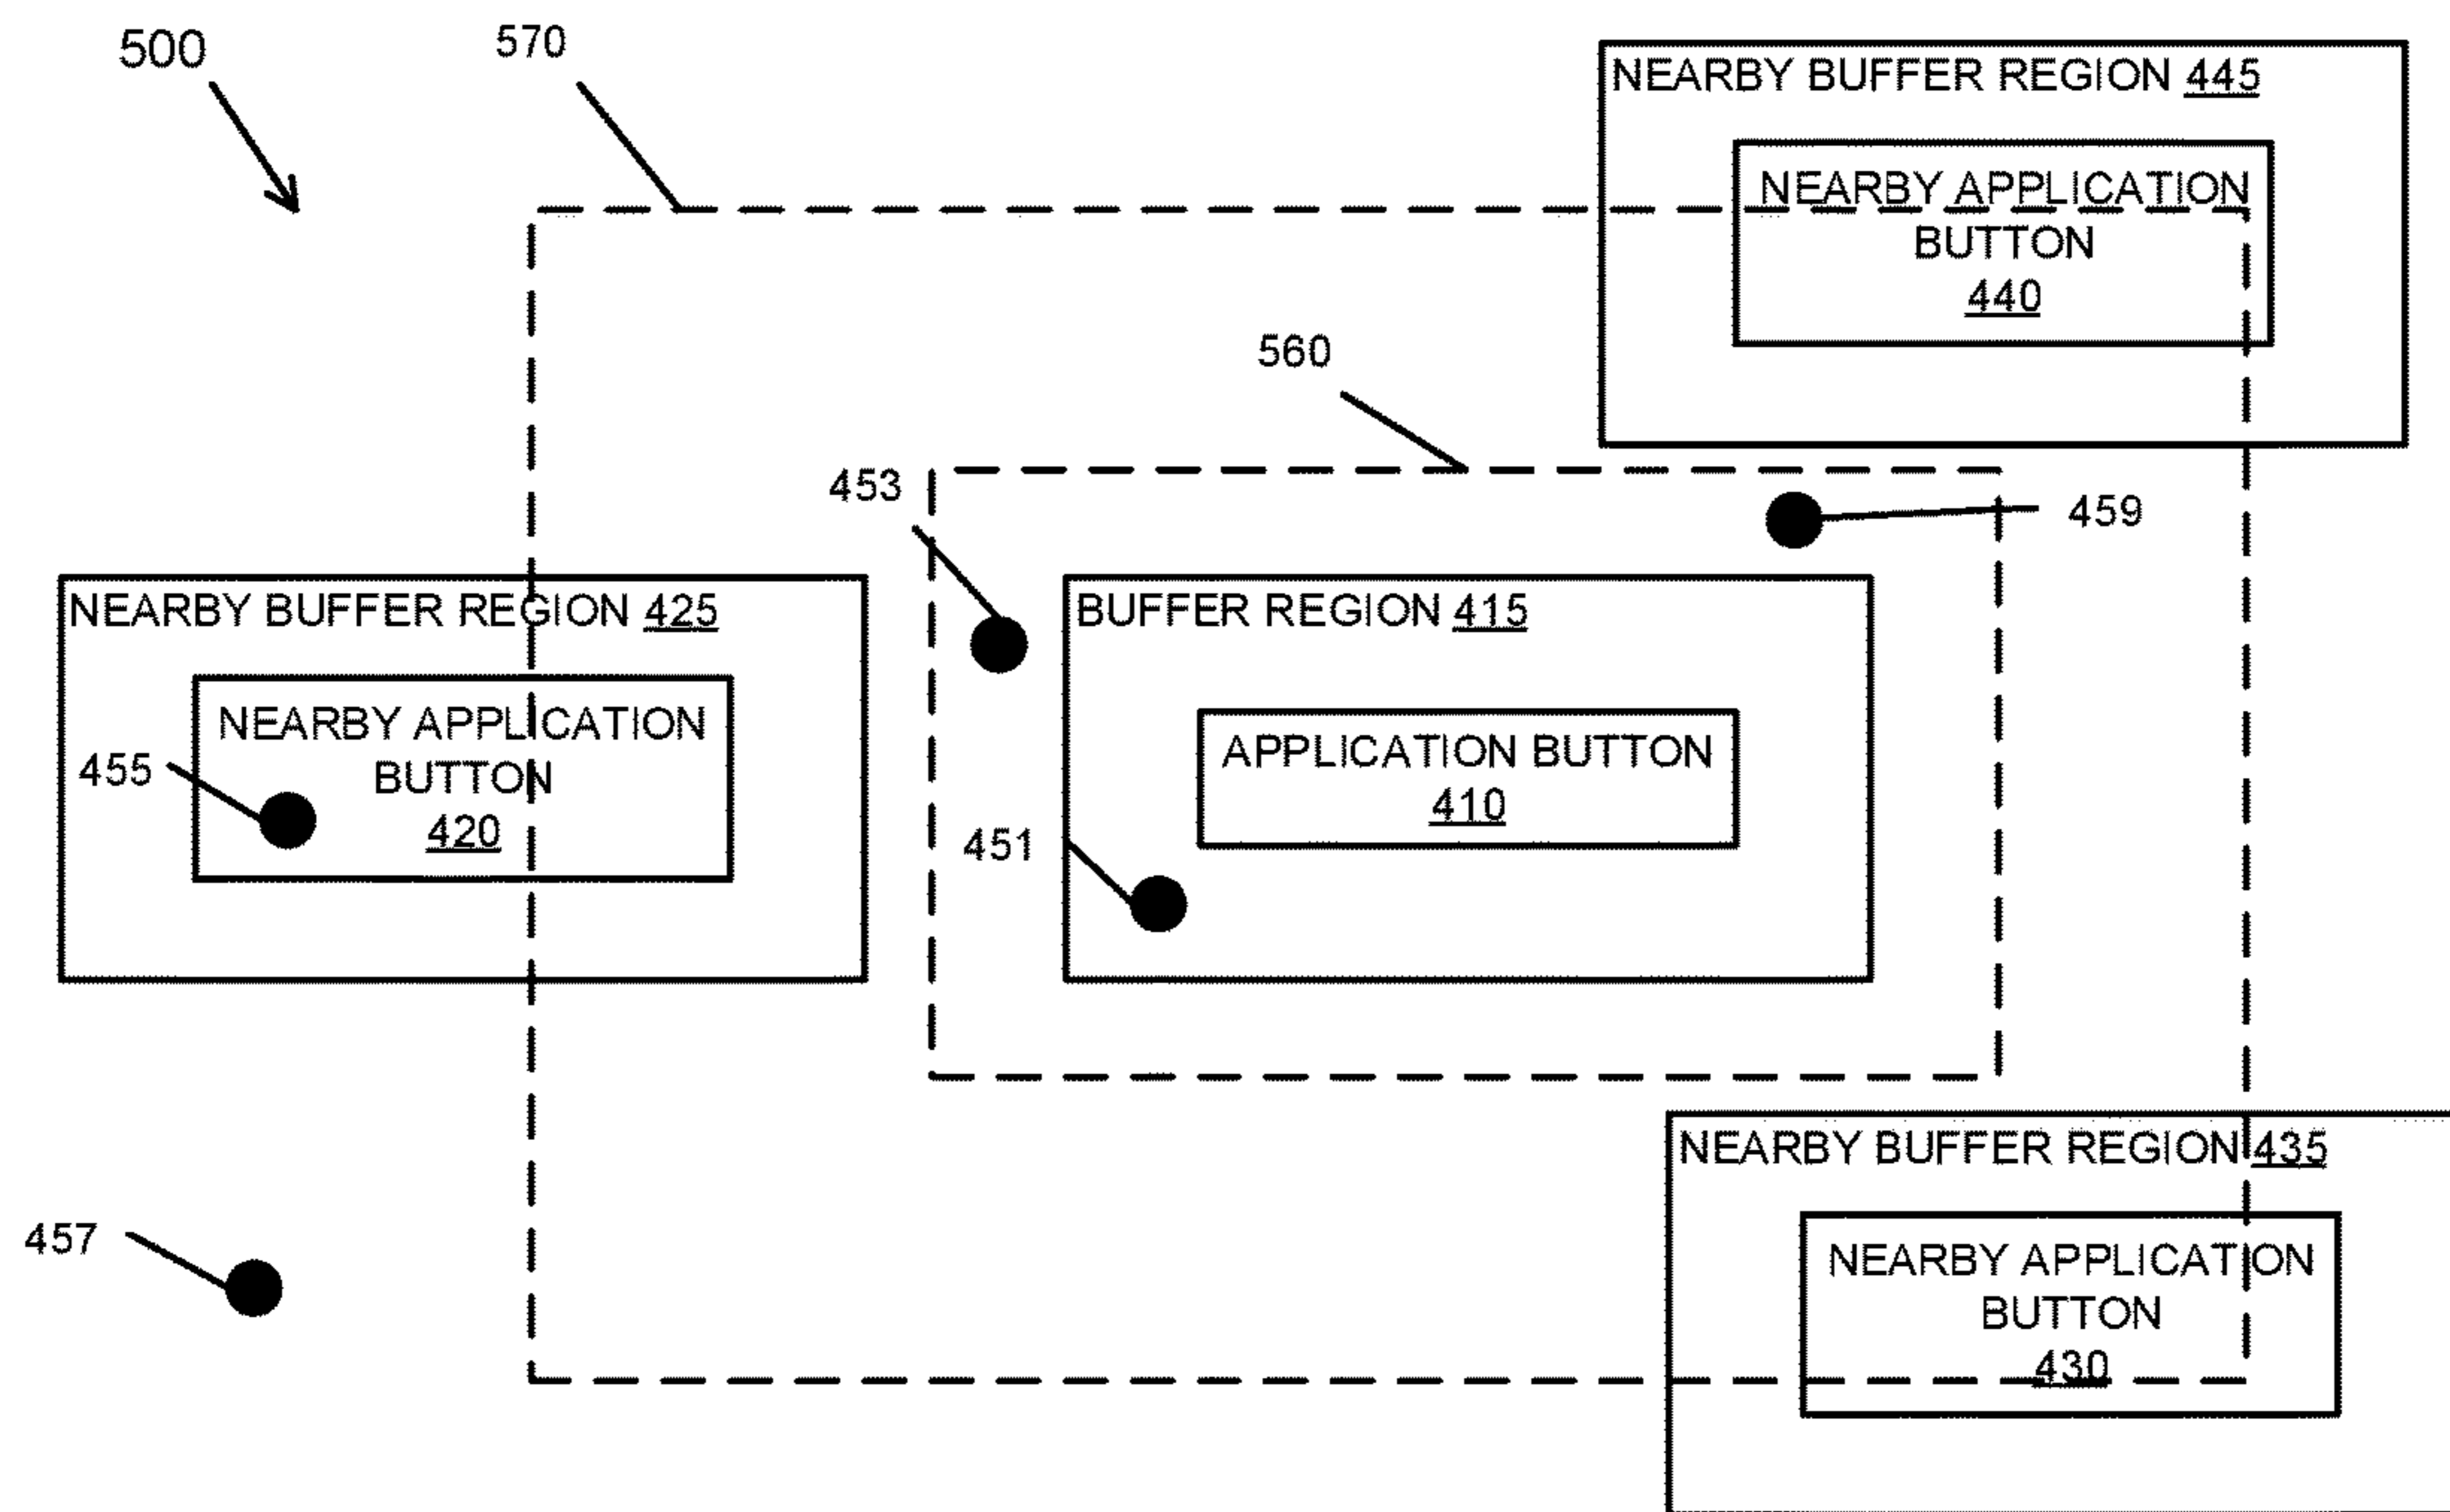 500
570
NEARBY BUFFER REGION 445
NEARBY APPLICATION
BUTTON
440
560
453
459
NEARBY BUFFER REGION 425
BUFFER REGION 415
NEARBY APPLICATION
BUTTON
420
455
APPLICATION BUTTON
410
451
NEARBY BUFFER REGION 435
457
NEARBY APPLICATION
BUTTON
430